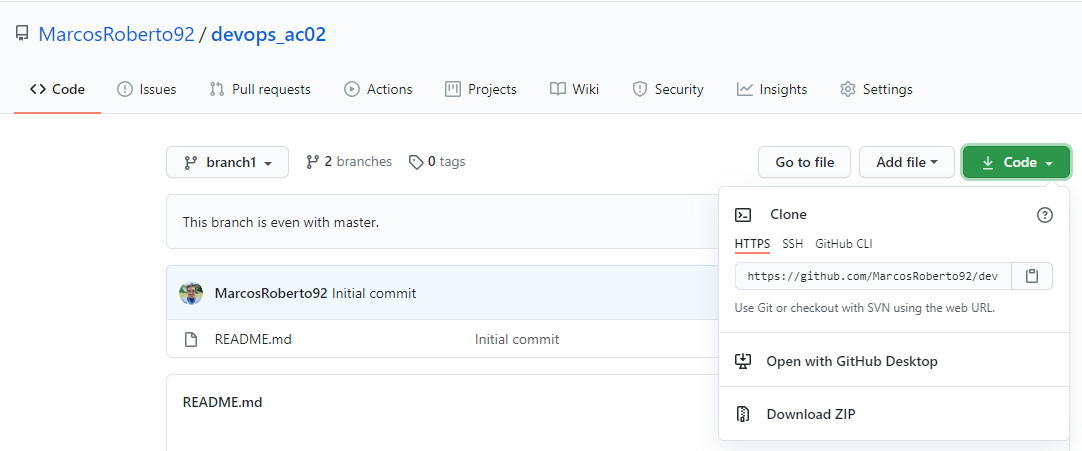 MarcosRoberto92 / devops_ac02
Code Issues Pull requests Actions Projects Wiki Security Insights Settings
branch1 2 branches 0 tags Go to file Add file Code
This branch is even with master.
MarcosRoberto92 Initial commit
README.md Initial commit
README.md
Clone
HTTPS SSH GitHub CLI
https://github.com/MarcosRoberto92/dev
Use Git or checkout with SVN using the web URL.
Open with GitHub Desktop
Download ZIP